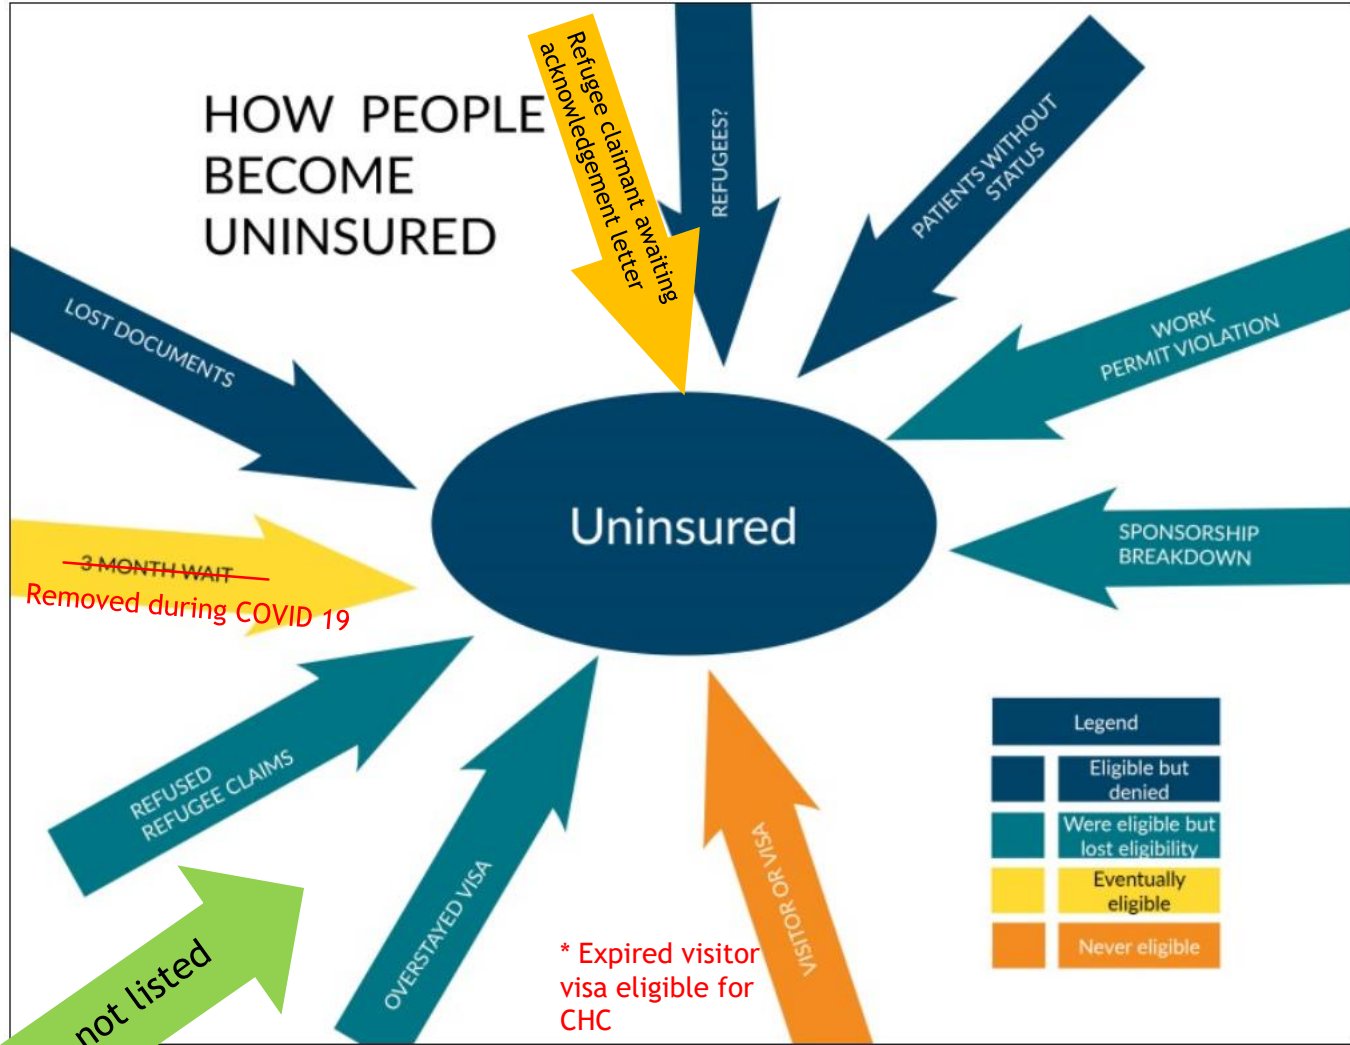 HOW PEOPLE
BECOME
UNINSURED
Refugee claimant awaiting
acknowledgement letter
REFUGEES?
PATIENTS WITHOUT
STATUS
WORK
PERMIT VIOLATION
LOST DOCUMENTS
Uninsured
SPONSORSHIP
BREAKDOWN
3 MONTH WAIT
Removed during COVID 19
REFUSED
REFUGEE CLAIMS
OVERSTAYED VISA
VISITOR OR VISA
* Expired visitor
visa eligible for
CHC
not listed
Legend
Eligible but
denied
Were eligible but
lost eligibility
Eventually
eligible
Never eligible